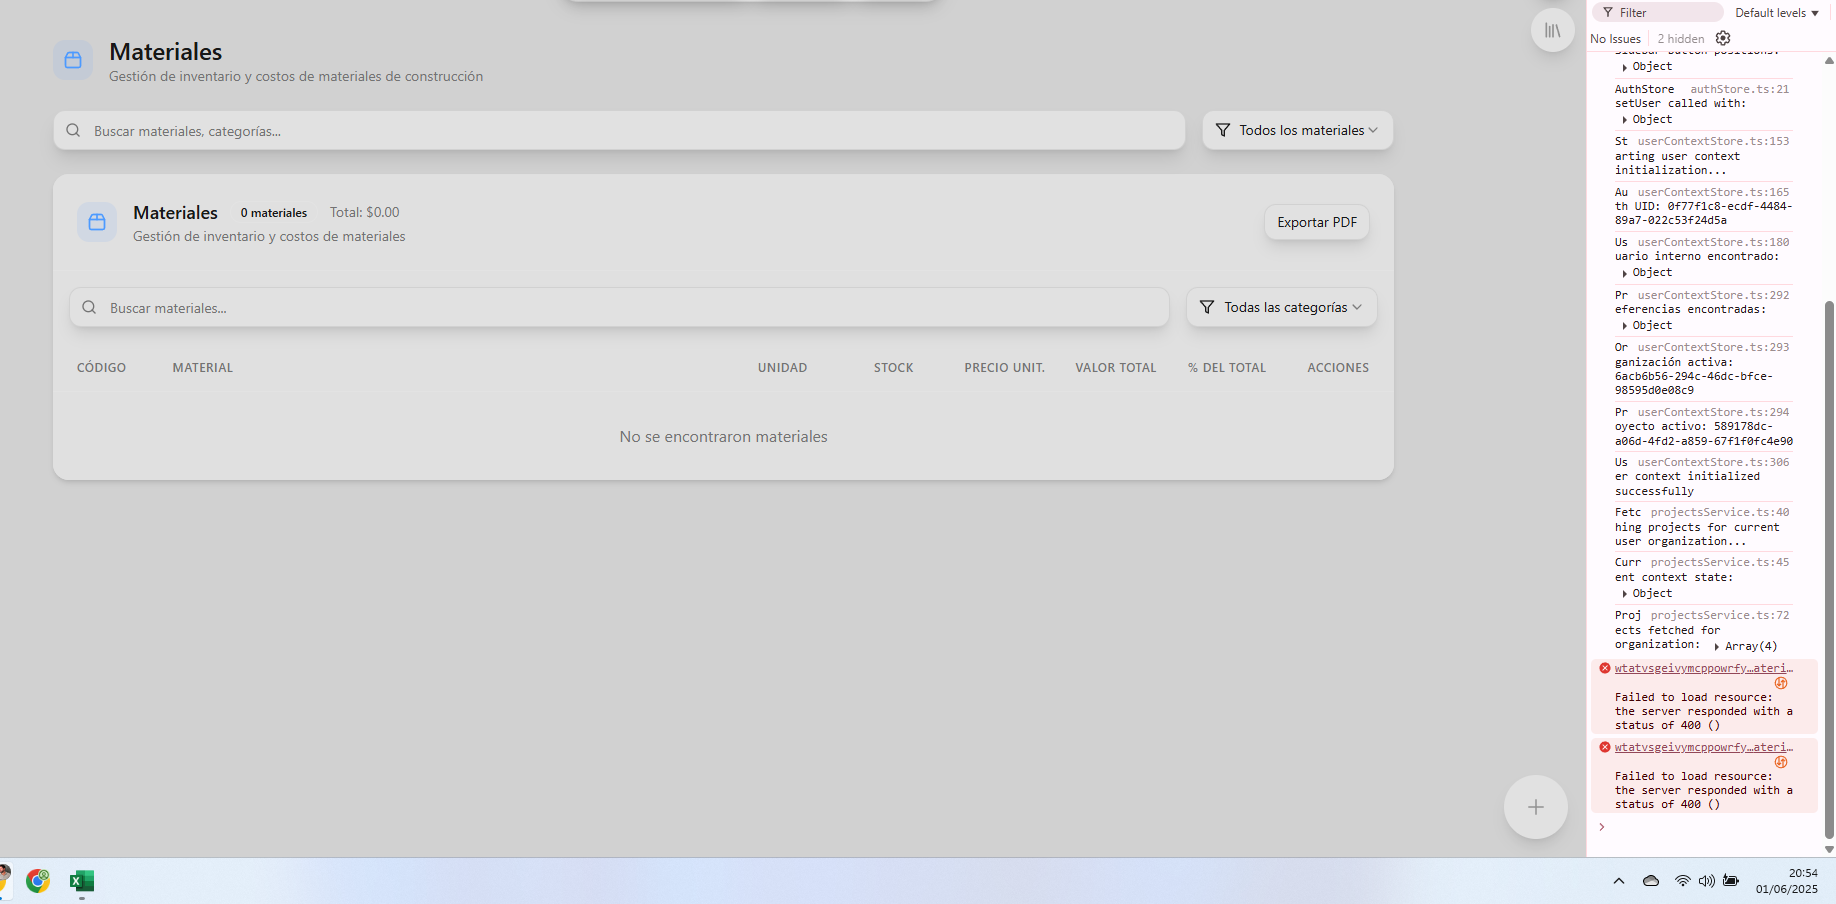 Materiales
Gestión de inventario y costos de materiales de construcción
Buscar materiales, categorías...
Todos los materiales
Materiales 0 materiales Total: $0.00
Gestión de inventario y costos de materiales
Exportar PDF
Buscar materiales...
Todas las categorías
CÓDIGO MATERIAL UNIDAD STOCK PRECIO UNIT. VALOR TOTAL % DEL TOTAL ACCIONES
No se encontraron materiales
Filter Default levels
No Issues 2 hidden
sidebar button positions:
Object
AuthStore authStore.ts:21
setUser called with:
Object
St userContextStore.ts:153
arting user context
initialization...
Au userContextStore.ts:165
th UID: 0f77f1c8-ecdf-4484-
89a7-022c53f24d5a
Us userContextStore.ts:180
uario interno encontrado:
Object
Pr userContextStore.ts:292
eferencias encontradas:
Object
Or userContextStore.ts:293
ganización activa:
6acb6b56-294c-46dc-bfce-
98595d0e08c9
Pr userContextStore.ts:294
oyecto activo: 589178dc-
a06d-4fd2-a859-67f1f0fc4e90
Us userContextStore.ts:306
er context initialized
successfully
Fetc projectsService.ts:40
hing projects for current
user organization...
Curr projectsService.ts:45
ent context state:
Object
Proj projectsService.ts:72
ects fetched for
organization: Array(4)
wtatvsgeivymcppowrfy…ateri…
Failed to load resource:
the server responded with a
status of 400 ()
wtatvsgeivymcppowrfy…ateri…
Failed to load resource:
the server responded with a
status of 400 ()
20:54
01/06/2025